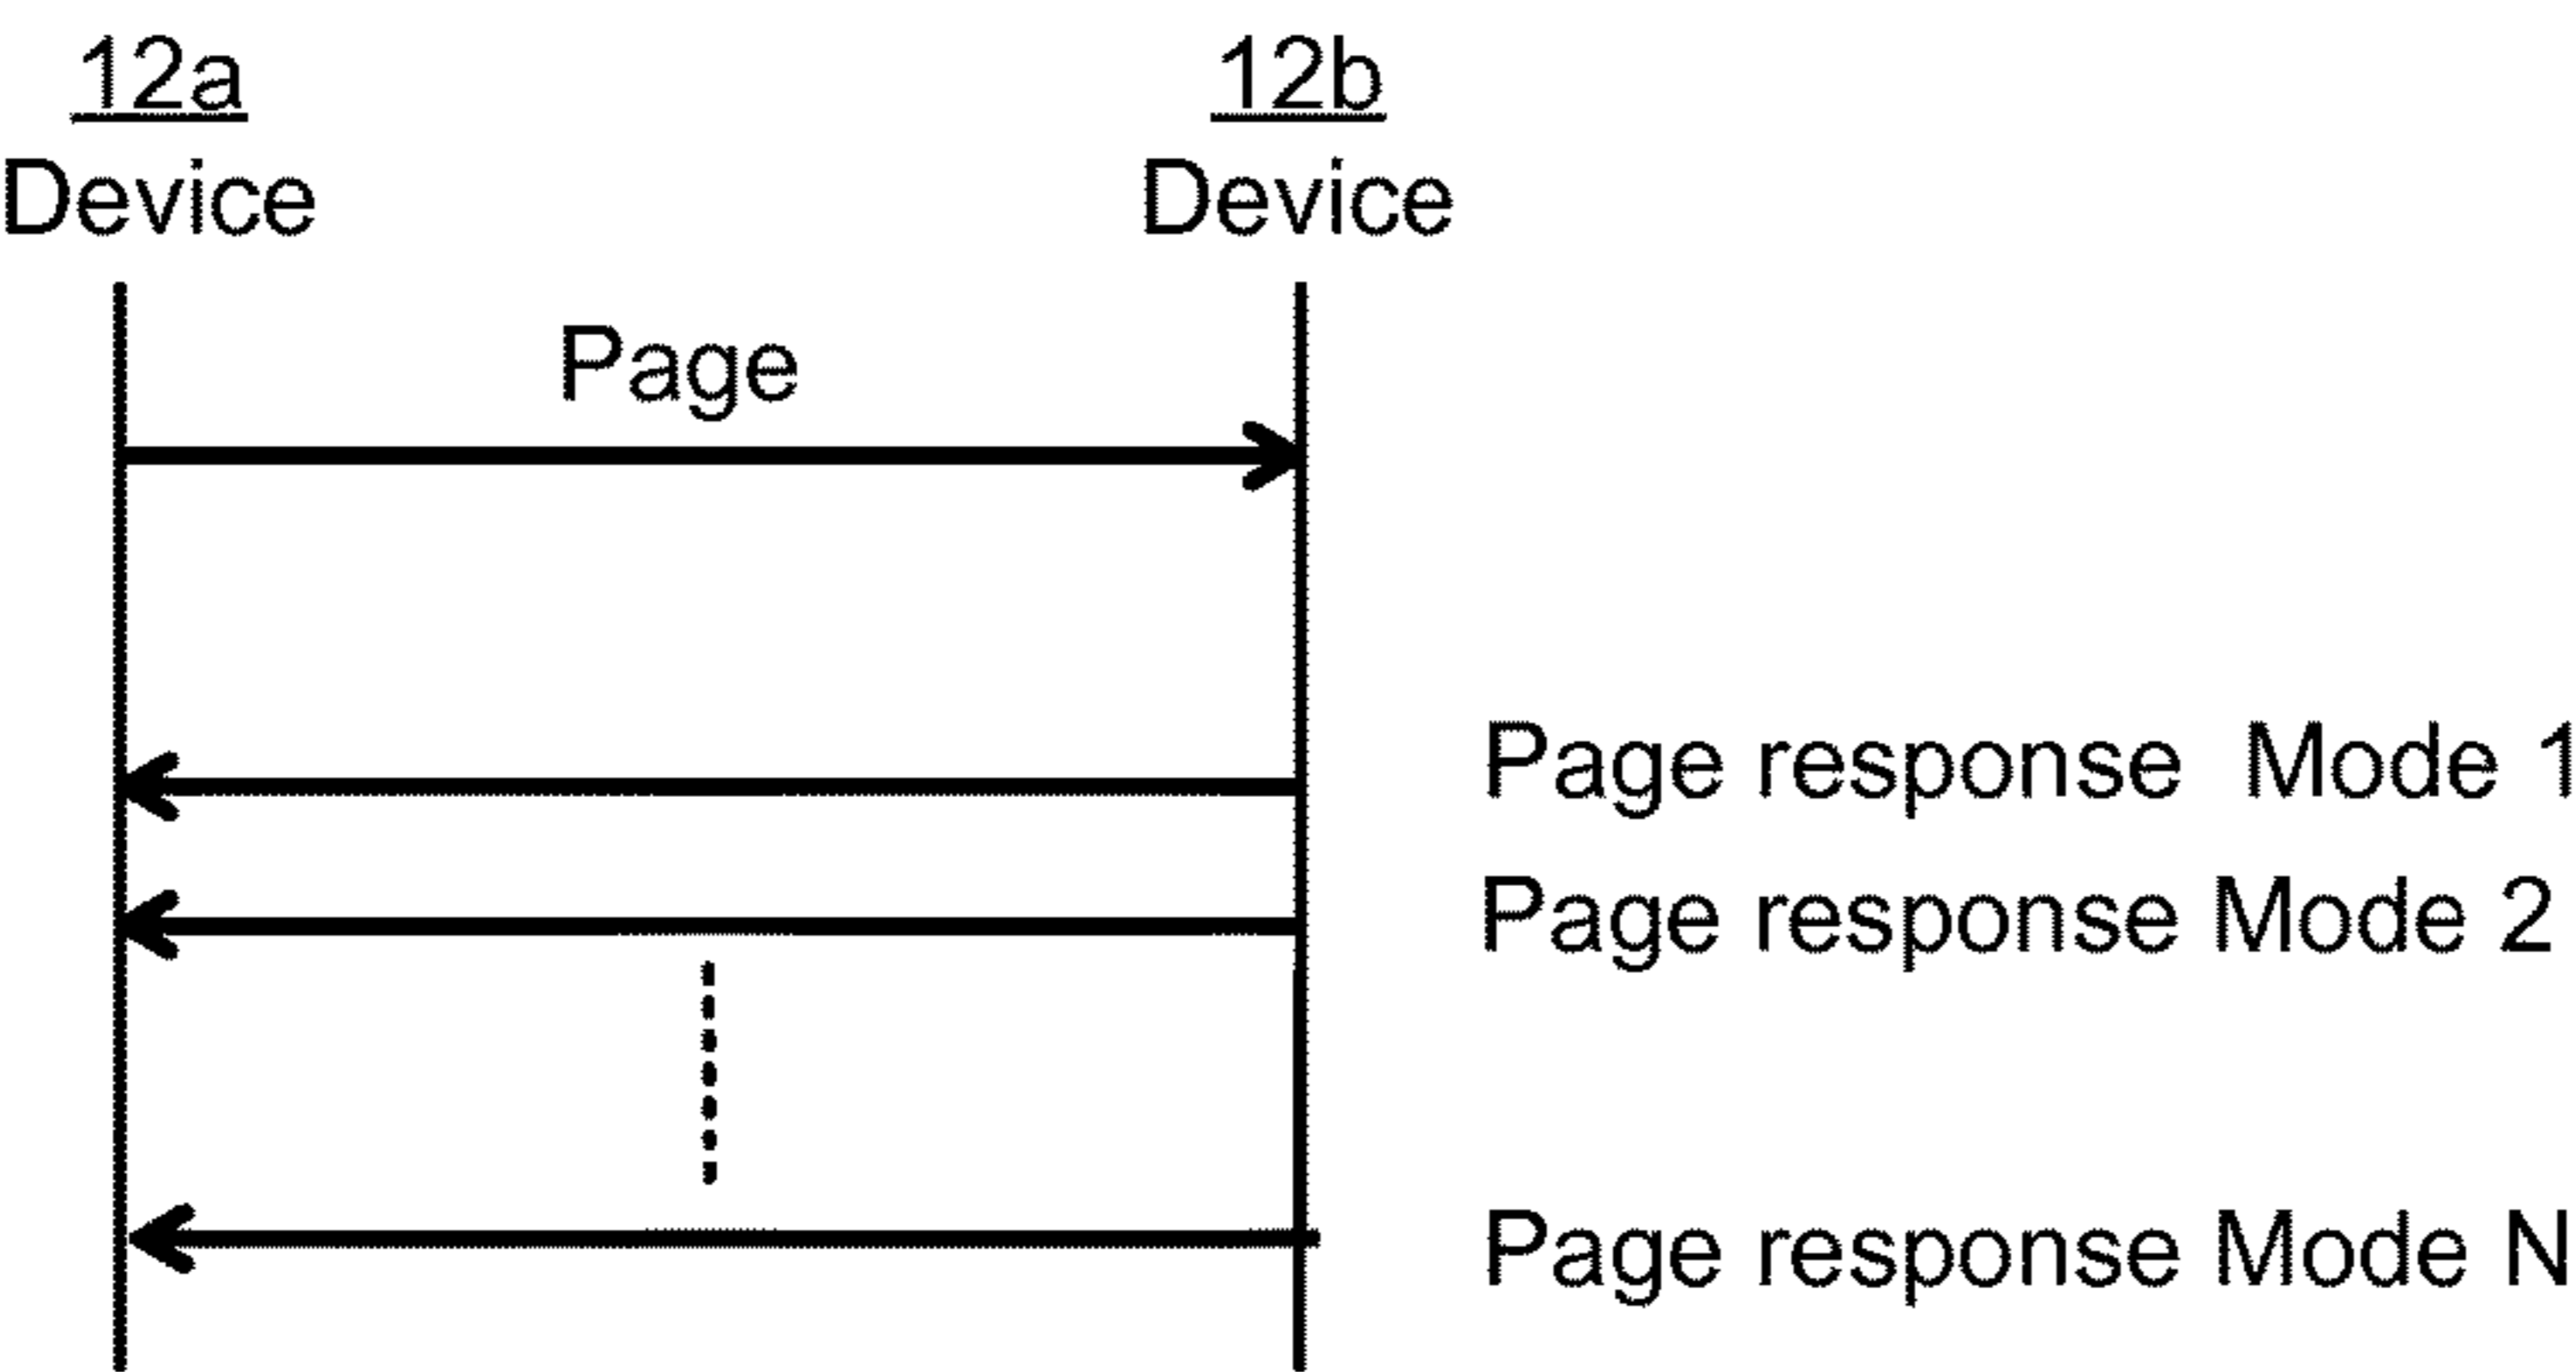 12a 12b
Device Device
Page
Page response Mode 1
Page response Mode 2
Page response Mode N